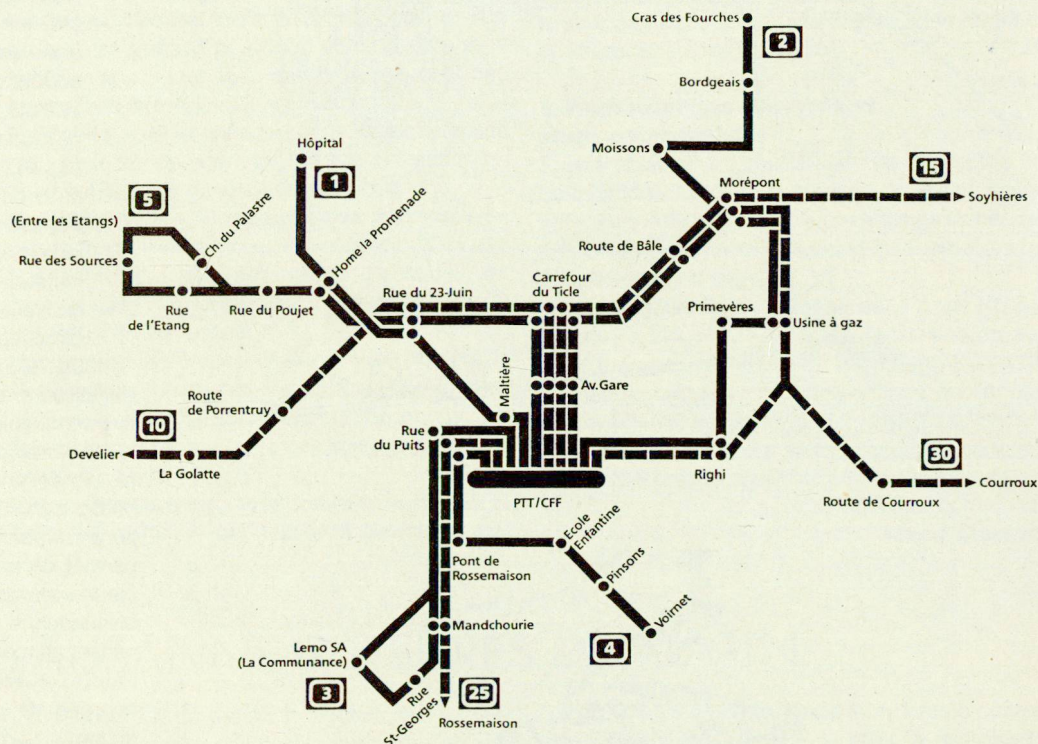 Cras des Fourches
2
Bordgeais
Hôpital
Moissons
1
15
5
Morépont
Soyhières
(Entre les Etangs)
Ch. du Palastre
Home la Promenade
Route de Bâle
Rue des Sources
Carrefour
du Ticle
Rue du 23-Juin
Rue
de l'Etang
Rue du Poujet
Primevères
Usine à gaz
Maltière
Av. Gare
Route
de Porrentruy
10
Rue
du Puits
Develier
La Golatte
Righi
30
PTT/CFF
Courroux
Route de Courroux
Ecole
Enfantine
Pont de
Rossemaison
Pinsons
Voirnet
Mandchourie
4
Lemo SA
(La Communance)
3
Rue
St-Georges
25
Rossemaison